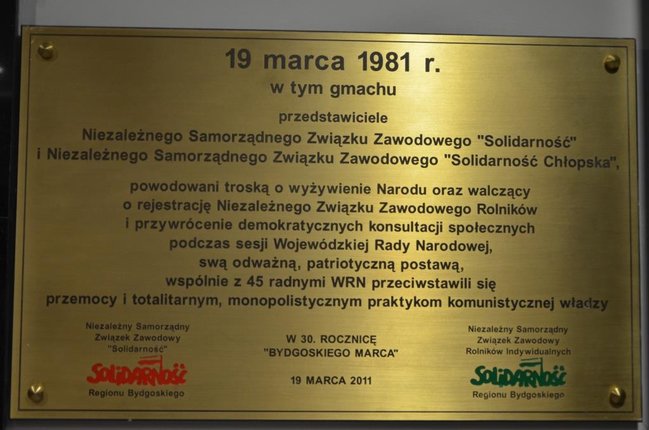 19 marca 1981 r.
w tym gmachu
przedstawiciele
Niezależnego Samorządnego Związku Zawodowego "Solidarność"
i Niezależnego Samorządnego Związku Zawodowego "Solidarność Chłopska",
powodowani troską o wyżywienie Narodu oraz walczący
o rejestrację Niezależnego Związku Zawodowego Rolników
i przywrócenie demokratycznych konsultacji społecznych
podczas sesji Wojewódzkiej Rady Narodowej,
swą odważną, patriotyczną postawą,
wspólnie z 45 radnymi WRN przeciwstawili się
przemocy i totalitarnym, monopolistycznym praktykom komunistycznej władzy
Niezależny Samorządny
Związek Zawodowy
"Solidarność"
SOLIDARNOŚĆ
Regionu Bydgoskiego
W 30. ROCZNICĘ
"BYDGOSKIEGO MARCA"
19 MARCA 2011
Niezależny Samorządny
Związek Zawodowy
Rolników Indywidualnych
SOLIDARNOŚĆ
Regionu Bydgoskiego